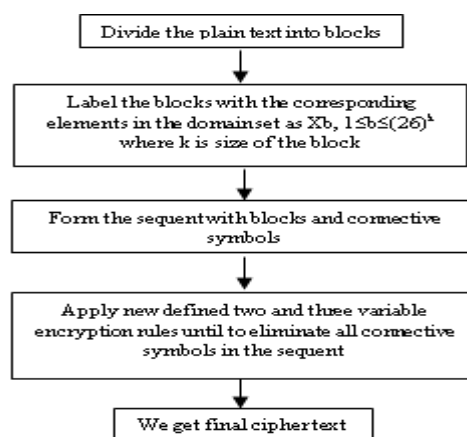 Divide the plain text into blocks
Label the blocks with the corresponding
elements in the domainset as Xb, 1≤b≤(26)ᵏ
where k is size of the block
Form the sequent with blocks and connective
symbols
Apply new defined two and three variable
encryption rules until to eliminate all connective
symbols in the sequent
We get final cipher text